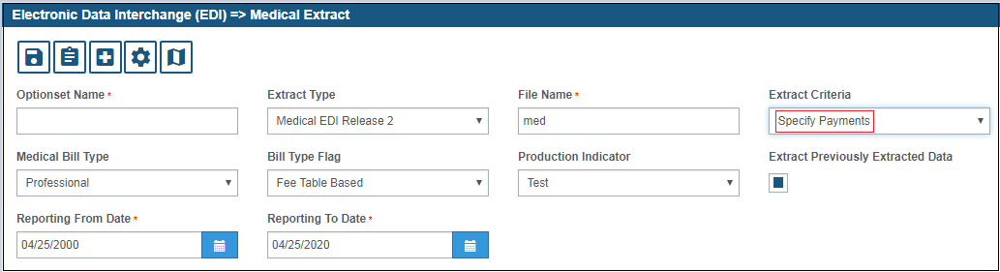 Electronic Data Interchange (EDI) => Medical Extract
Optionset Name * Extract Type File Name * Extract Criteria
Medical EDI Release 2 med Specify Payments
Medical Bill Type Bill Type Flag Production Indicator Extract Previously Extracted Data
Professional Fee Table Based Test
Reporting From Date * Reporting To Date *
04/25/2000 04/25/2020